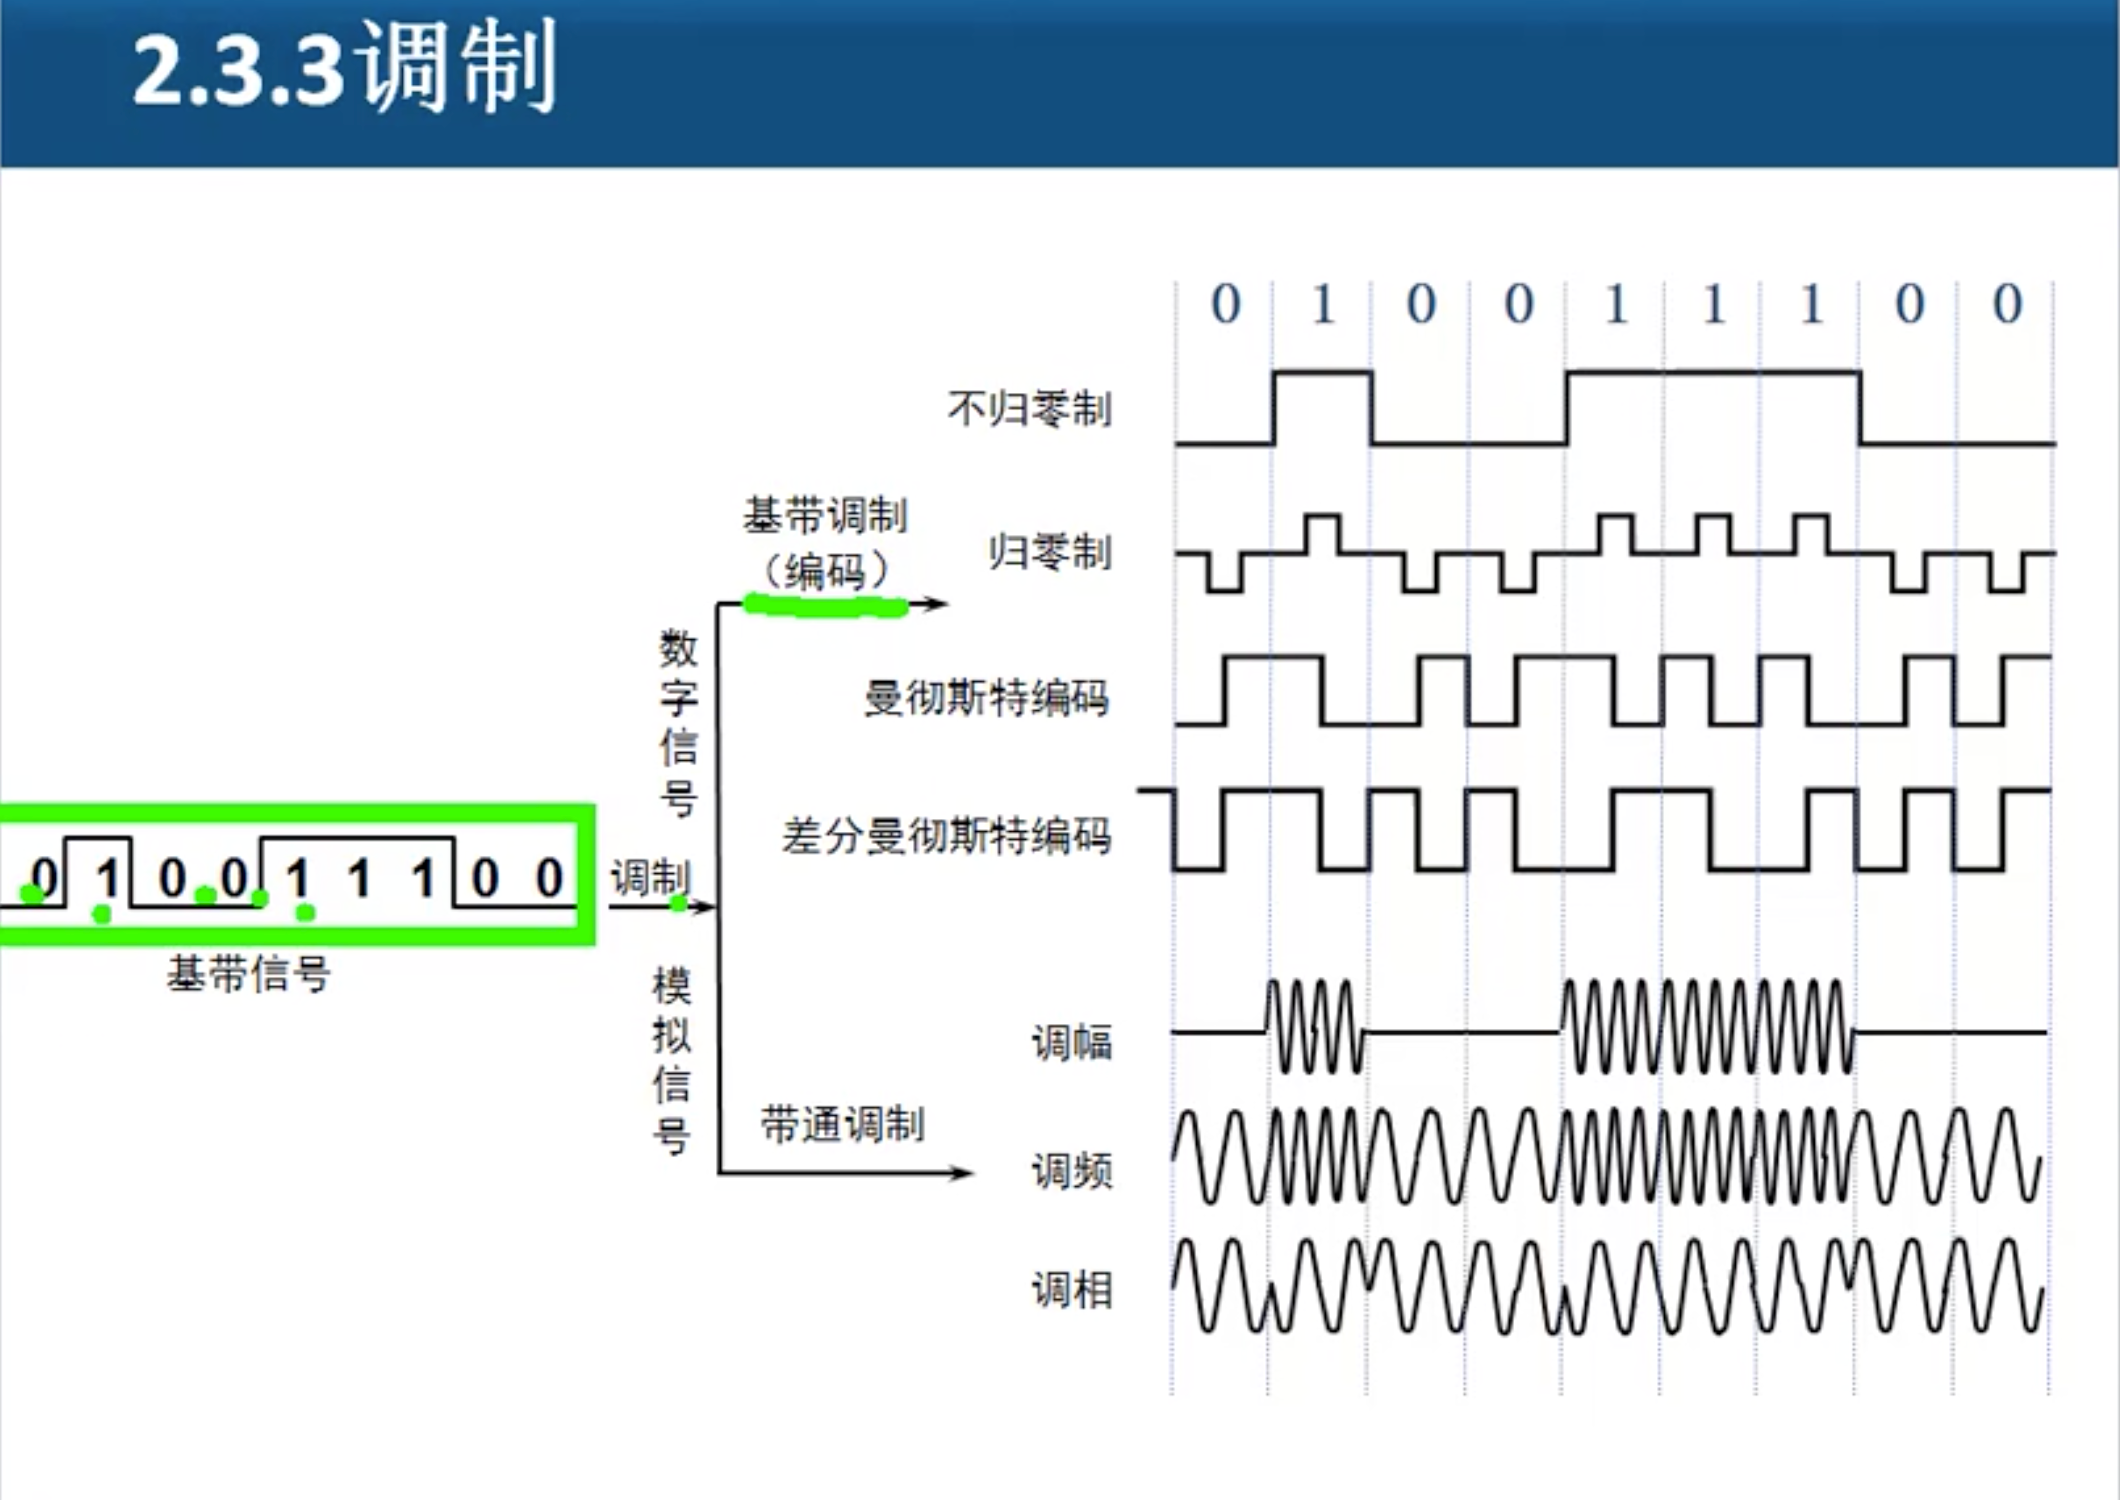 2.3.3调制
0 1 0 0 1 1 1 0 0
不归零制
基带调制
（编码）
归零制
数字信号
曼彻斯特编码
差分曼彻斯特编码
0 1 0 0 1 1 1 0 0
调制
基带信号
模拟信号
调幅
带通调制
调频
调相